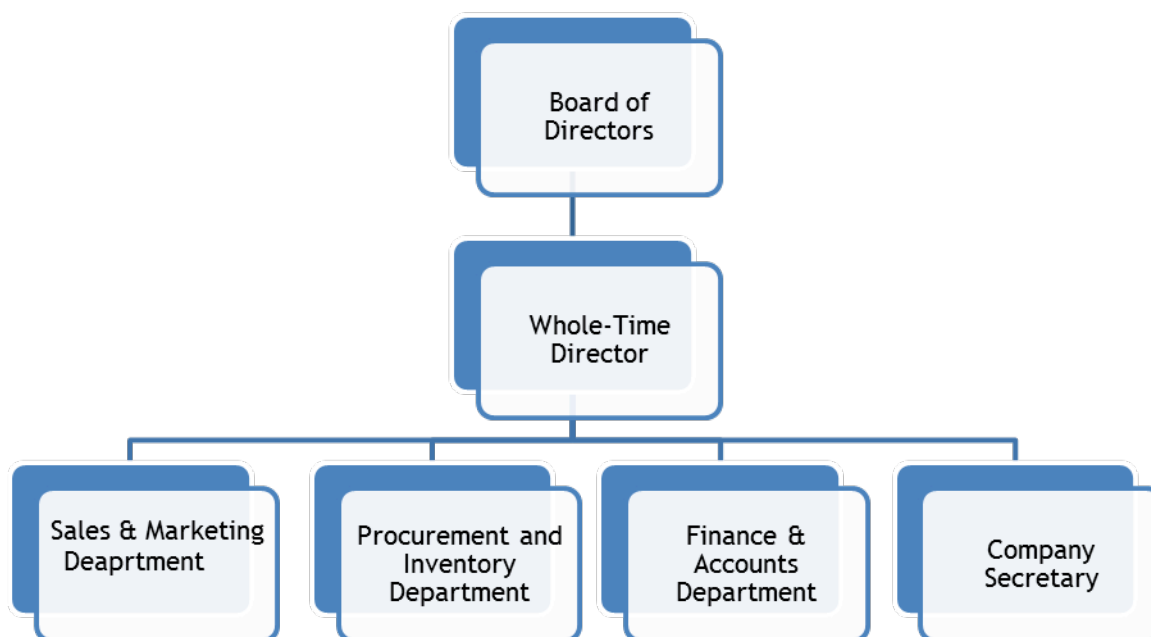 Board of
Directors
Whole-Time
Director
Sales & Marketing
Deaprtment
Procurement and
Inventory
Department
Finance &
Accounts
Department
Company
Secretary